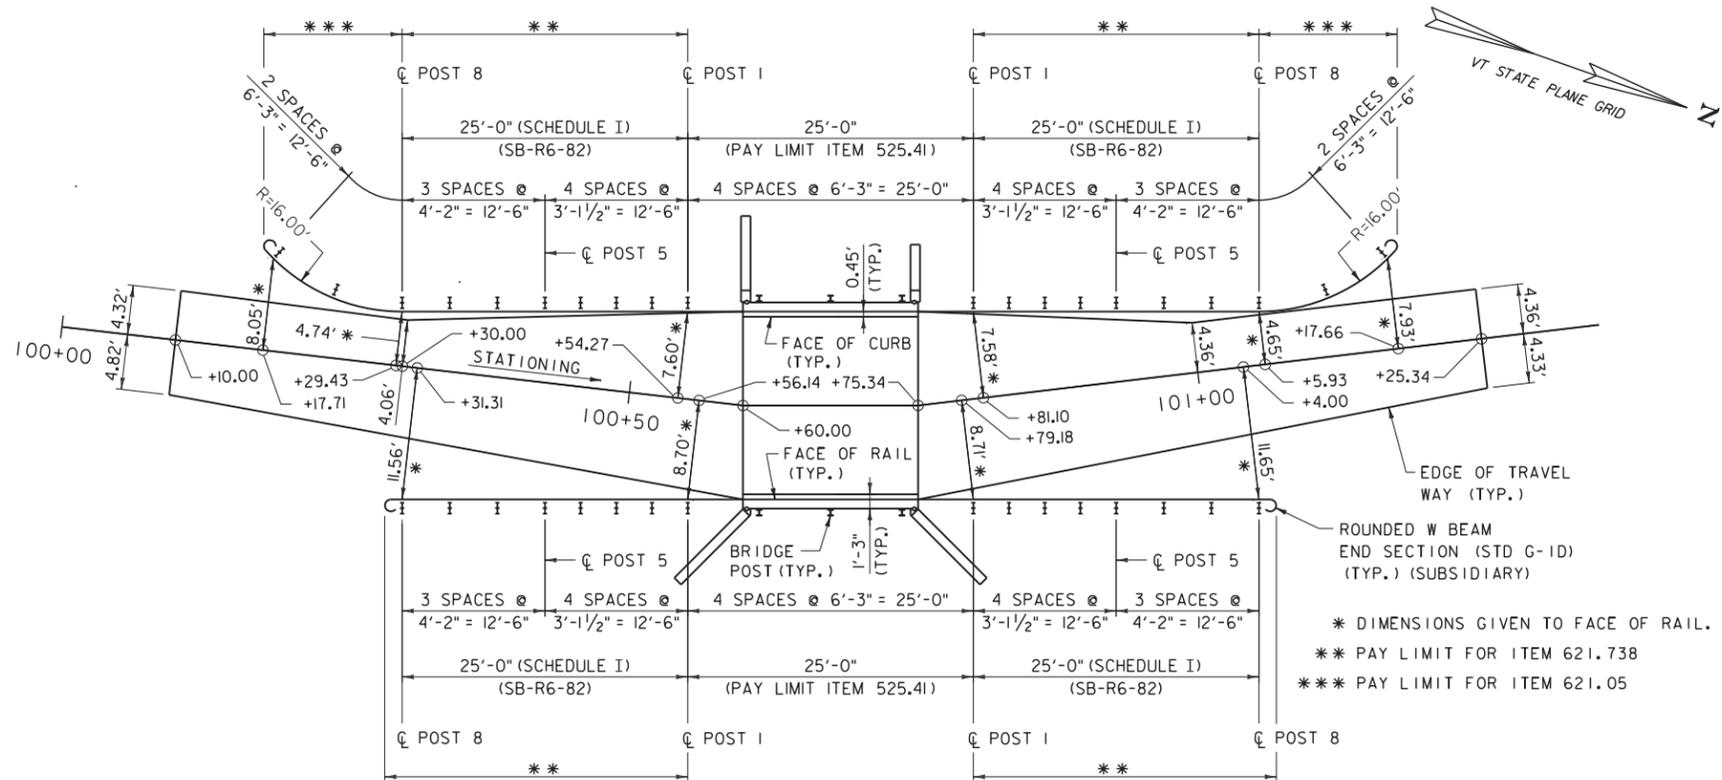 *** ** ** ***
℄ POST 8 ℄ POST 1 ℄ POST 1 ℄ POST 8
VT STATE PLANE GRID
N
2 SPACES @
6'-3" = 12'-6"
2 SPACES @
6'-3" = 12'-6"
25'-0" (SCHEDULE I) 25'-0" 25'-0" (SCHEDULE I)
(SB-R6-82) (PAY LIMIT ITEM 525.41) (SB-R6-82)
3 SPACES @ 4 SPACES @ 4 SPACES @ 6'-3" = 25'-0" 4 SPACES @ 3 SPACES @
4'-2" = 12'-6" 3'-1 1/2" = 12'-6" 3'-1 1/2" = 12'-6" 4'-2" = 12'-6"
R=16.00' R=16.00'
℄ POST 5 ℄ POST 5
0.45'
(TYP.)
4.32' 8.05' * 4.74' * +30.00 +54.27 7.60' * 7.58' * 4.36' 4.65' * +17.66 7.93' * 4.36'
FACE OF CURB
(TYP.)
100+00 4.82' +10.00 +29.43 STATIONING +56.14 +75.34 +5.93 +25.34 4.33'
+17.71 4.06' +31.31 100+50 +81.10 101+00 +4.00
+60.00 +79.18
11.56' * 8.70' * 8.71' * 11.65' *
FACE OF RAIL
(TYP.)
EDGE OF TRAVEL
WAY (TYP.)
BRIDGE
POST (TYP.)
1'-3"
(TYP.)
ROUNDED W BEAM
END SECTION (STD G-1D)
(TYP.) (SUBSIDIARY)
℄ POST 5 ℄ POST 5
3 SPACES @ 4 SPACES @ 4 SPACES @ 6'-3" = 25'-0" 4 SPACES @ 3 SPACES @
4'-2" = 12'-6" 3'-1 1/2" = 12'-6" 3'-1 1/2" = 12'-6" 4'-2" = 12'-6"
* DIMENSIONS GIVEN TO FACE OF RAIL.
** PAY LIMIT FOR ITEM 621.738
*** PAY LIMIT FOR ITEM 621.05
25'-0" (SCHEDULE I) 25'-0" 25'-0" (SCHEDULE I)
(SB-R6-82) (PAY LIMIT ITEM 525.41) (SB-R6-82)
℄ POST 8 ℄ POST 1 ℄ POST 1 ℄ POST 8
** **